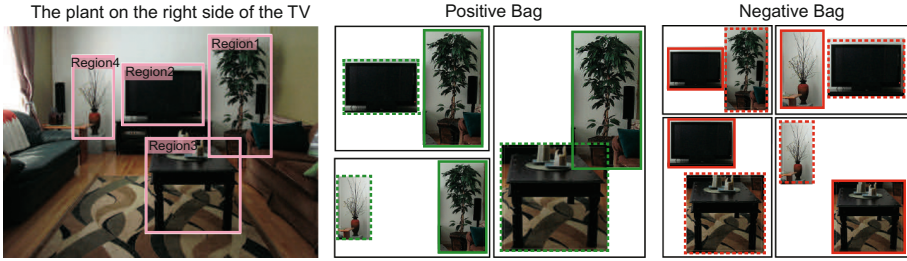 The plant on the right side of the TV
Positive Bag
Negative Bag
Region1
Region4
Region2
Region3